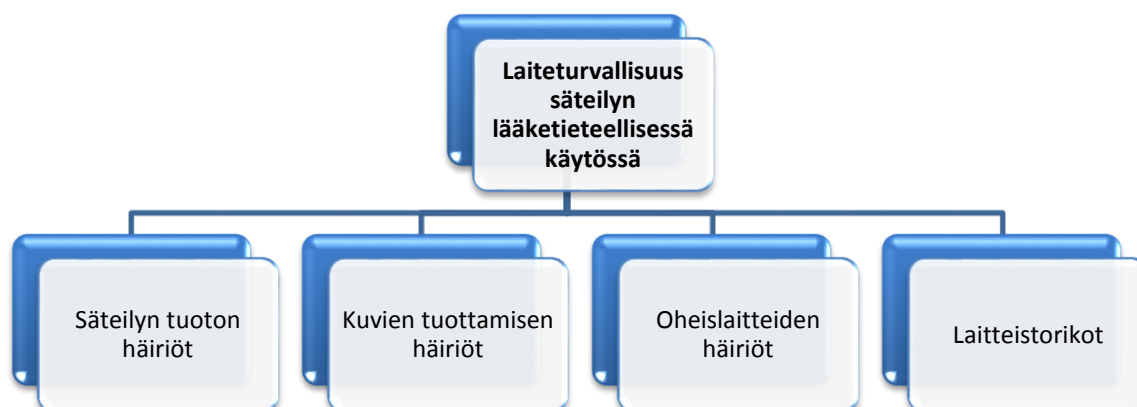 Laiteturvallisuus
säteilyn
lääketieteellisessä
käytössä
Säteilyn tuoton
häiriöt
Kuvien tuottamisen
häiriöt
Oheislaitteiden
häiriöt
Laitteistorikot